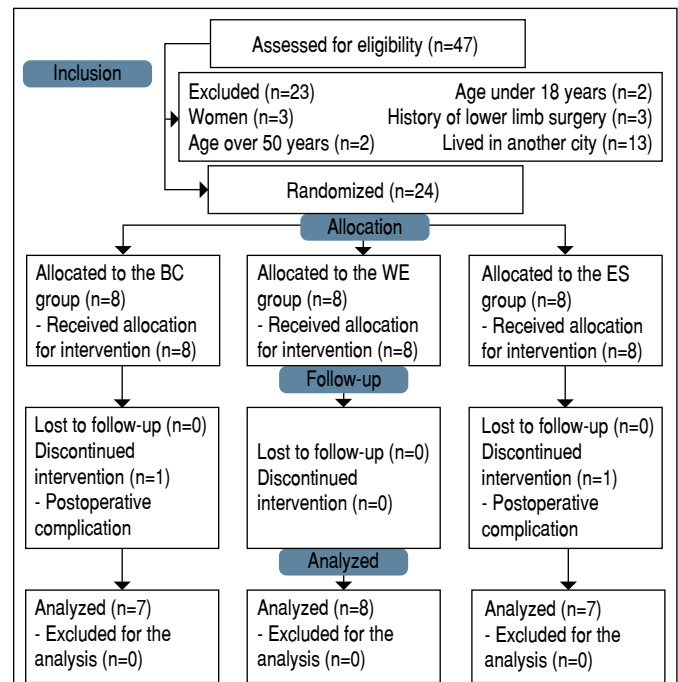 Assessed for eligibility (n=47)
Inclusion
Excluded (n=23)
Women (n=3)
Age over 50 years (n=2)
Age under 18 years (n=2)
History of lower limb surgery (n=3)
Lived in another city (n=13)
Randomized (n=24)
Allocation
Allocated to the BC
group (n=8)
- Received allocation
for intervention (n=8)
Allocated to the WE
group (n=8)
- Received allocation
for intervention (n=8)
Allocated to the ES
group (n=8)
- Received allocation
for intervention (n=8)
Follow-up
Lost to follow-up (n=0)
Discontinued
intervention (n=1)
- Postoperative
complication
Lost to follow-up (n=0)
Discontinued
intervention (n=0)
Lost to follow-up (n=0)
Discontinued
intervention (n=1)
- Postoperative
complication
Analyzed
Analyzed (n=7)
- Excluded for the
analysis (n=0)
Analyzed (n=8)
- Excluded for the
analysis (n=0)
Analyzed (n=7)
- Excluded for the
analysis (n=0)